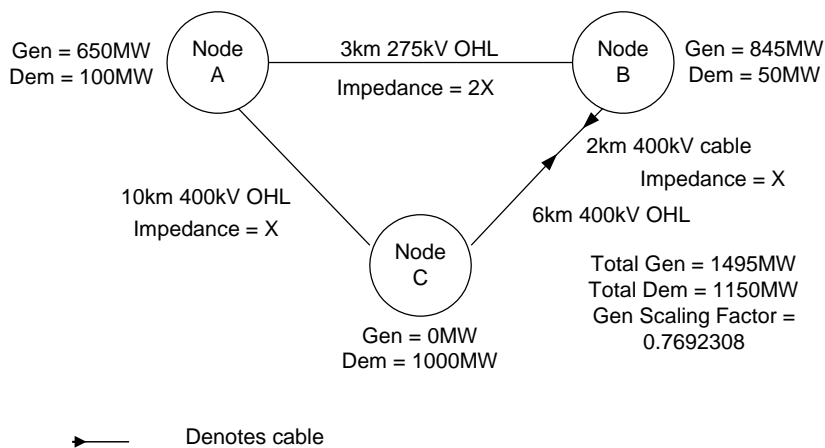 Gen = 650MW
Dem = 100MW
Node
A
3km 275kV OHL
Impedance = 2X
Node
B
Gen = 845MW
Dem = 50MW
2km 400kV cable
Impedance = X
6km 400kV OHL
10km 400kV OHL
Impedance = X
Node
C
Gen = 0MW
Dem = 1000MW
Total Gen = 1495MW
Total Dem = 1150MW
Gen Scaling Factor =
0.7692308
Denotes cable